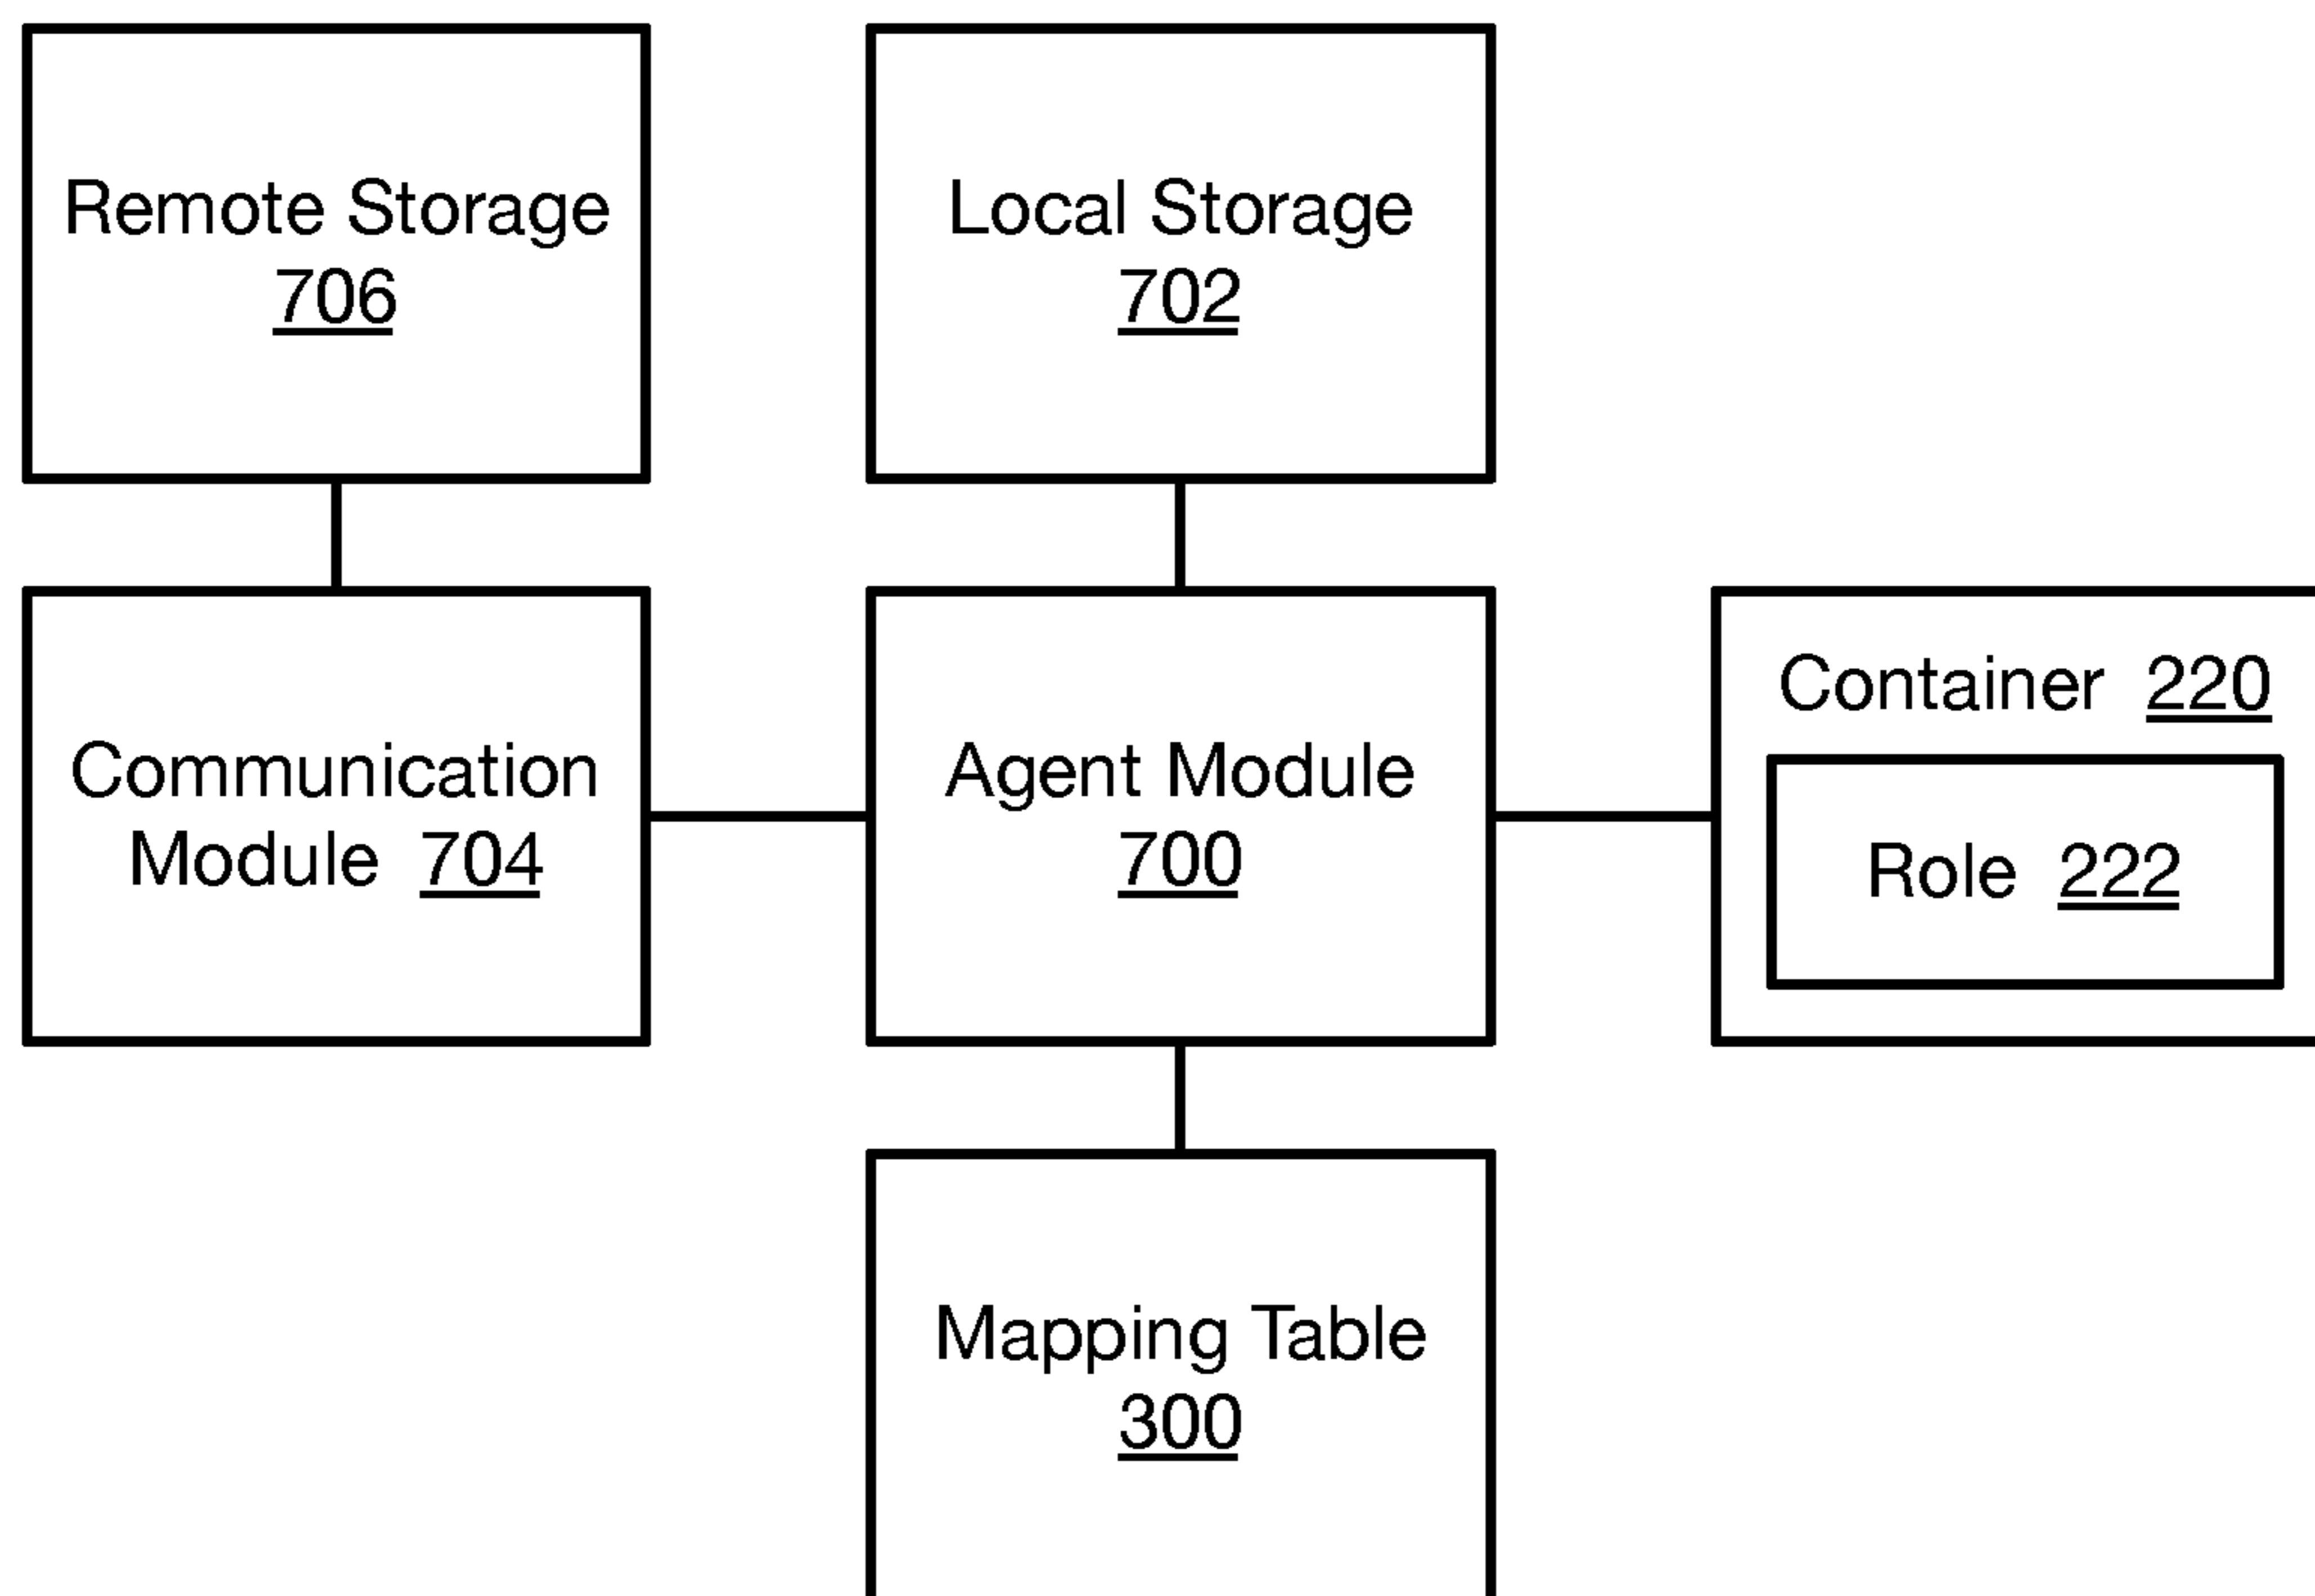 Remote Storage
706
Local Storage
702
Communication
Module 704
Agent Module
700
Container 220
Role 222
Mapping Table
300